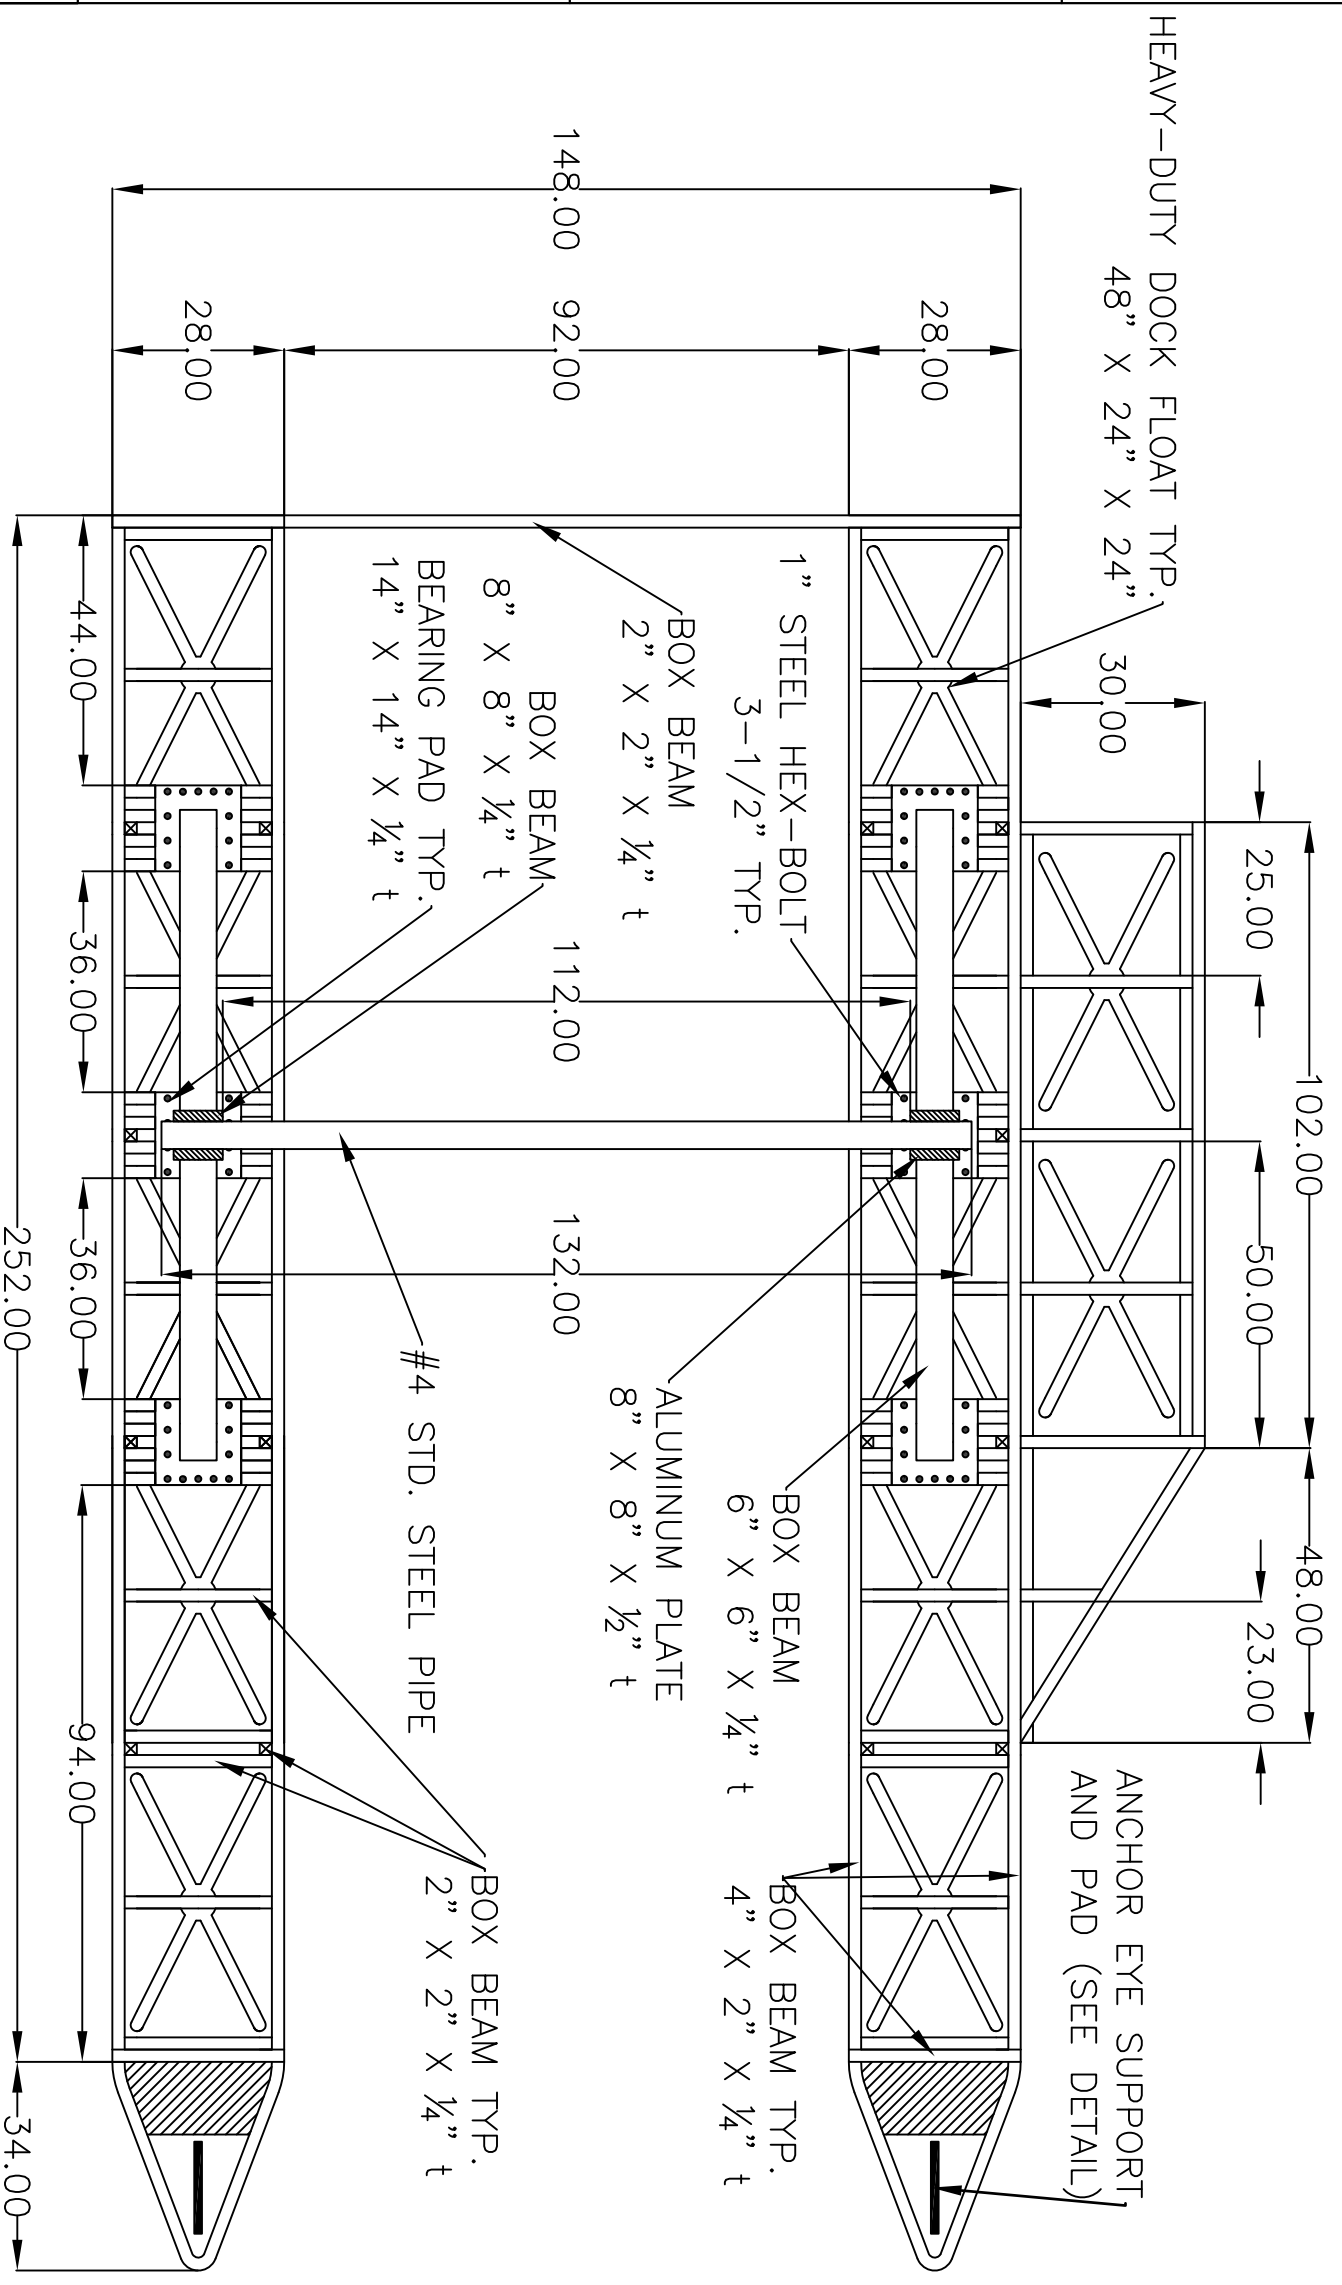 HEAVY-DUTY DOCK FLOAT TYP.
48" X 24" X 24"
148.00
28.00
92.00
28.00
30.00
25.00
102.00
50.00
48.00
23.00
1" STEEL HEX-BOLT
3-1/2" TYP.
BOX BEAM
2" X 2" X ¼" t
BOX BEAM
8" X 8" X ¼" t
BEARING PAD TYP.
14" X 14" X ¼" t
112.00
132.00
ANCHOR EYE SUPPORT
AND PAD (SEE DETAIL)
BOX BEAM TYP.
4" X 2" X ¼" t
BOX BEAM
6" X 6" X ¼" t
ALUMINUM PLATE
8" X 8" X ½" t
BOX BEAM TYP.
2" X 2" X ¼" t
#4 STD. STEEL PIPE
44.00
36.00
36.00
94.00
252.00
34.00